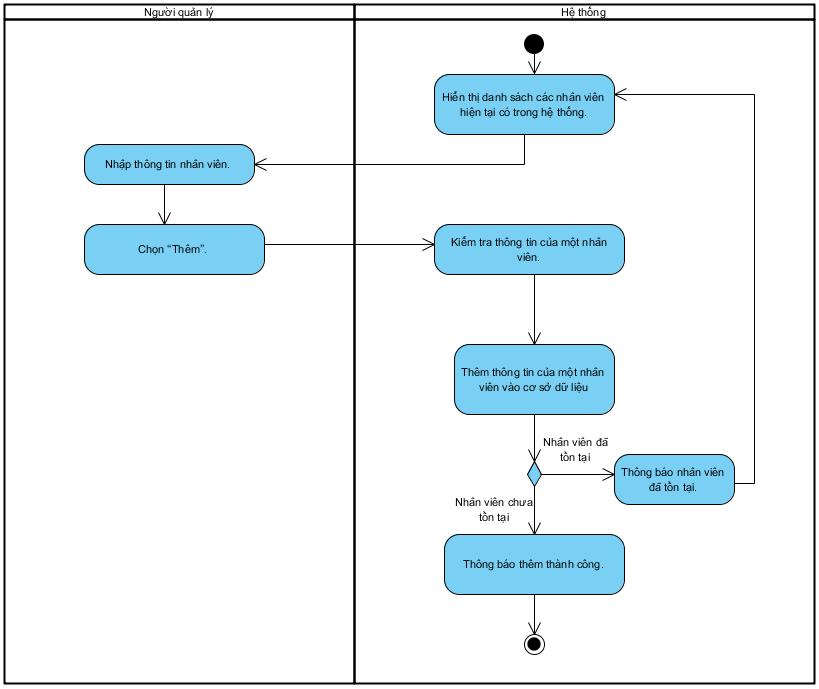 Người quản lý
Hệ thống
Hiển thị danh sách các nhân viên
hiện tại có trong hệ thống.
Nhập thông tin nhân viên.
Chọn “Thêm”.
Kiểm tra thông tin của một nhân
viên.
Thêm thông tin của một nhân
viên vào cơ sở dữ liệu
Nhân viên đã
tồn tại
Thông báo nhân viên
đã tồn tại.
Nhân viên chưa
tồn tại
Thông báo thêm thành công.